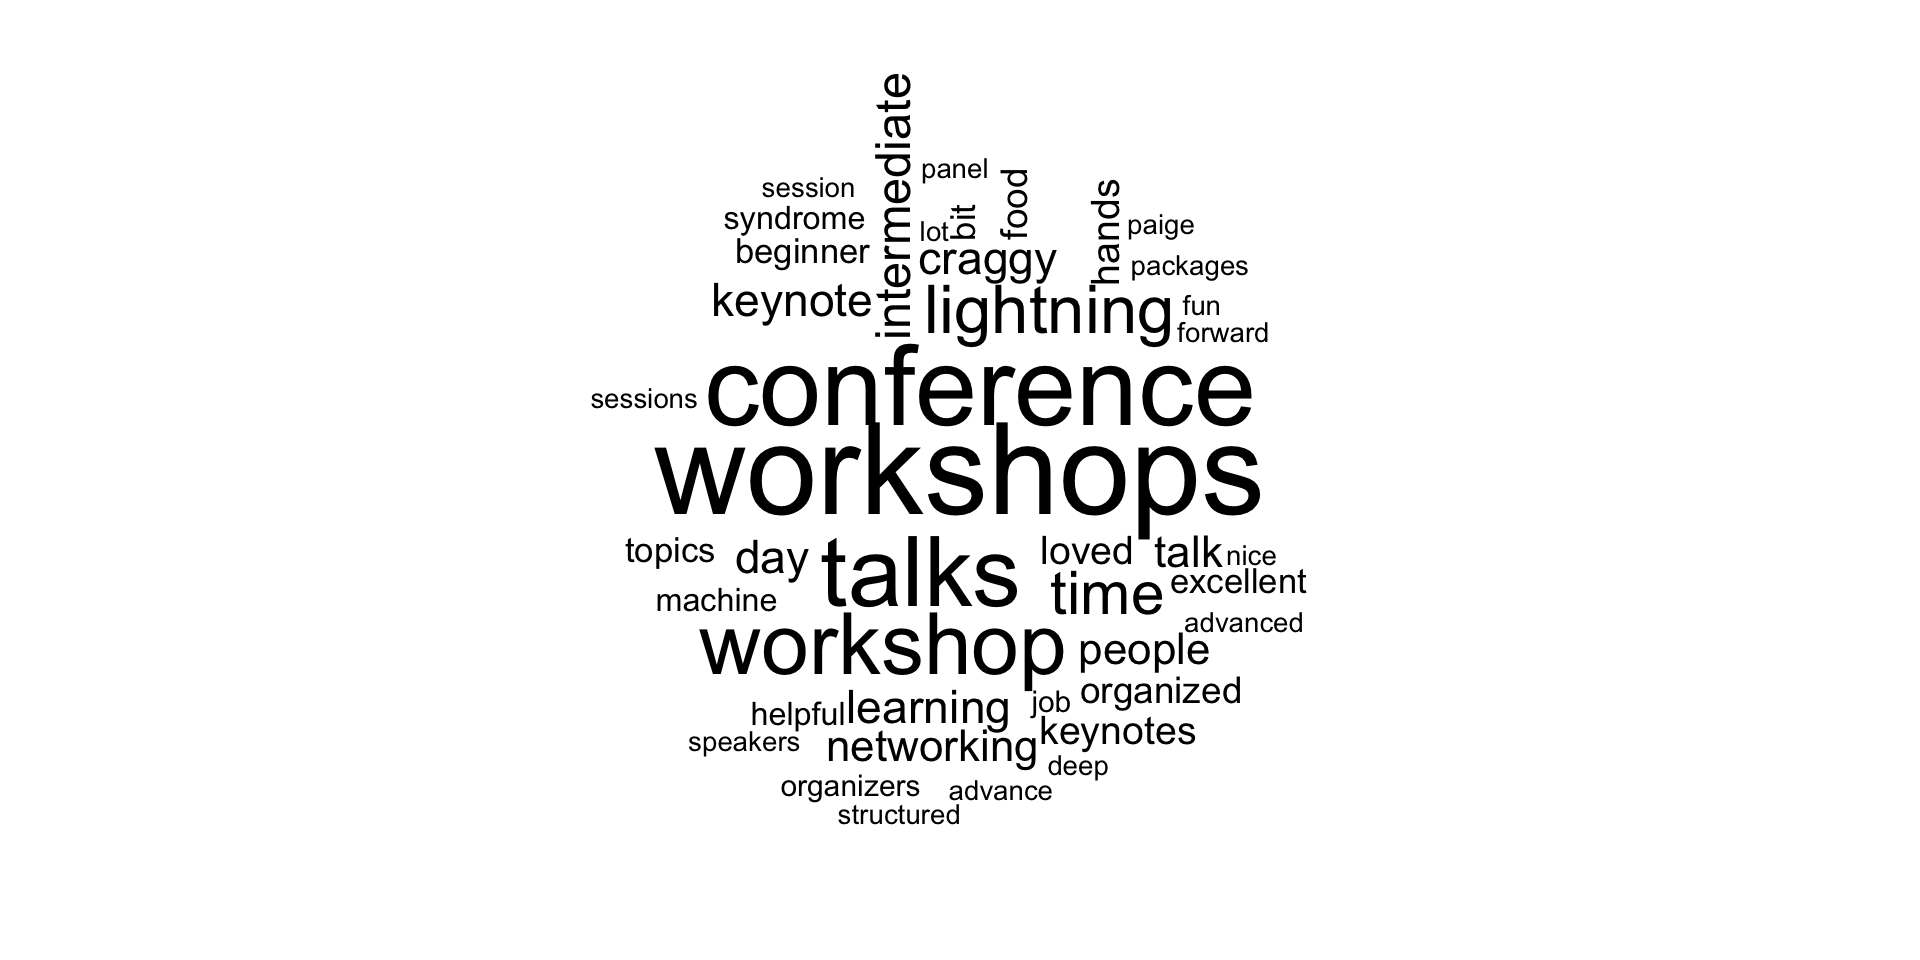 intermediate
panel
session
food
hands
syndrome
bit
lot
paige
beginner
craggy
packages
keynote
lightning
fun
forward
conference
sessions
workshops
topics
day
talks
loved
talk
nice
time
excellent
machine
advanced
workshop
people
organized
helpful
learning
job
keynotes
speakers
networking
deep
organizers
advance
structured